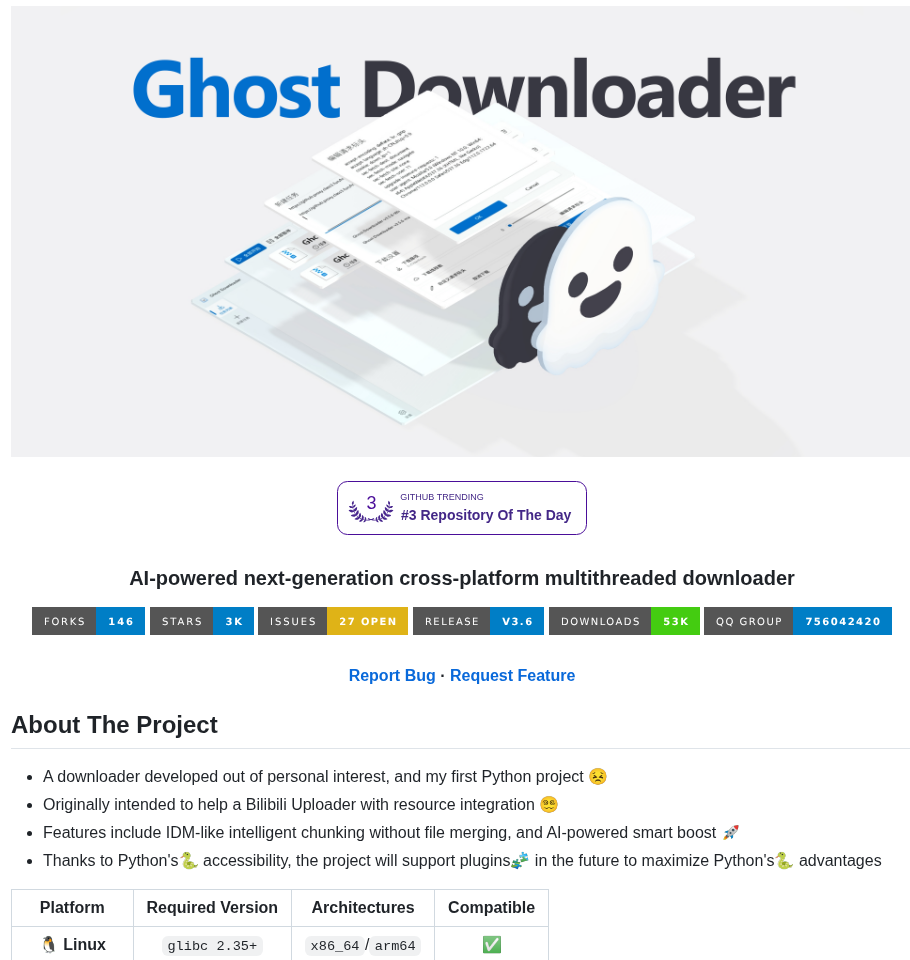 Ghost Downloader
3
GITHUB TRENDING
#3 Repository Of The Day
AI-powered next-generation cross-platform multithreaded downloader
FORKS 146 STARS 3K ISSUES 27 OPEN RELEASE V3.6 DOWNLOADS 53K QQ GROUP 756042420
Report Bug · Request Feature
About The Project
• A downloader developed out of personal interest, and my first Python project 😣
• Originally intended to help a Bilibili Uploader with resource integration 😵‍💫
• Features include IDM-like intelligent chunking without file merging, and AI-powered smart boost 🚀
• Thanks to Python's🐍 accessibility, the project will support plugins🧩 in the future to maximize Python's🐍 advantages
Platform Required Version Architectures Compatible
🐧 Linux glibc 2.35+ x86_64 / arm64 ✅